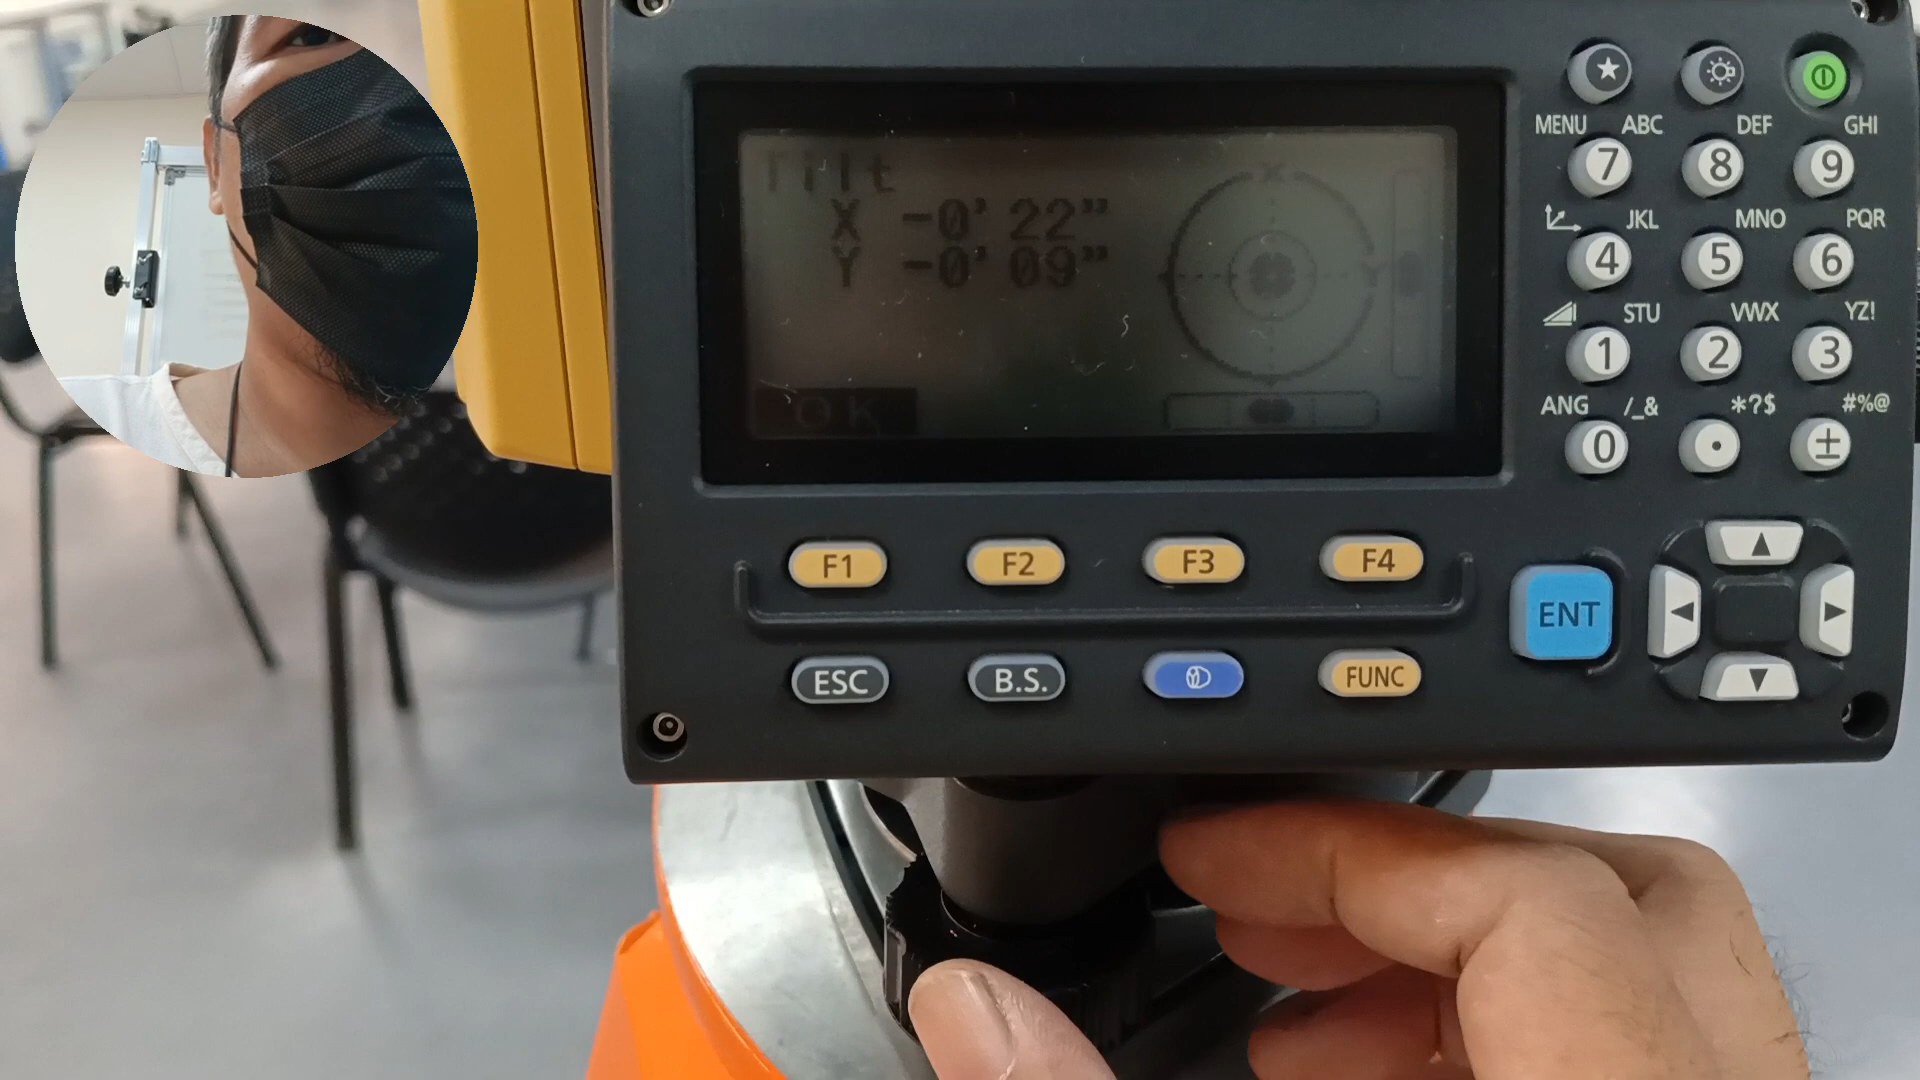 Tilt
X -0' 22"
Y -0' 09"
X
Y
OK
MENU ABC DEF GHI
7 8 9
JKL MNO PQR
4 5 6
STU VWX YZ!
1 2 3
ANG /_& *?$ #%@
0 • ±
F1 F2 F3 F4
ENT
ESC B.S. FUNC